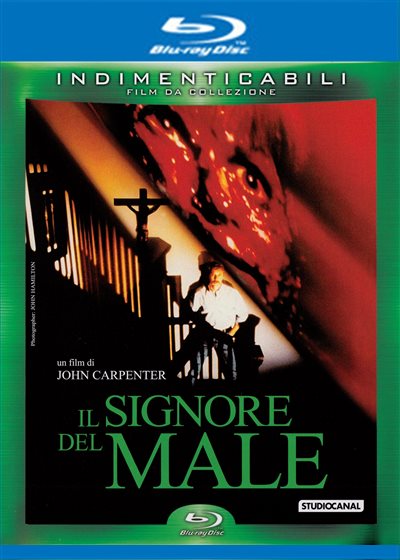 Blu-ray Disc
INDIMENTICABILI
FILM DA COLLEZIONE
Photographer: JOHN HAMILTON
un film di
JOHN CARPENTER
IL SIGNORE
DEL MALE
Blu-ray Disc
STUDIOCANAL